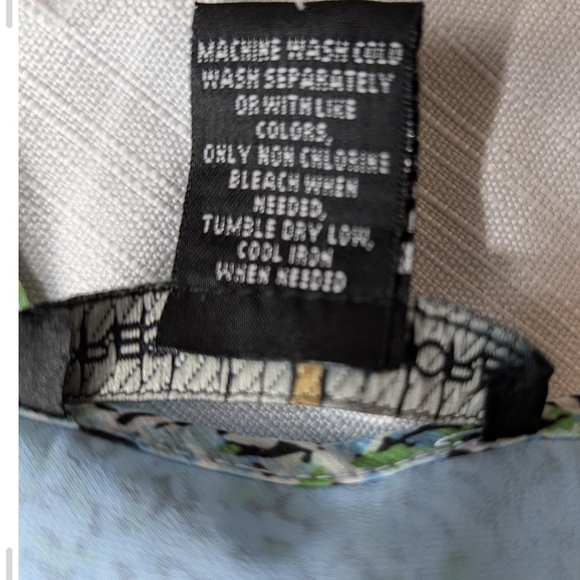 MACHINE WASH COLD
WASH SEPARATELY
OR WITH LIKE
COLORS,
ONLY NON CHLORINE
BLEACH WHEN
NEEDED,
TUMBLE DRY LOW,
COOL IRON
WHEN NEEDED